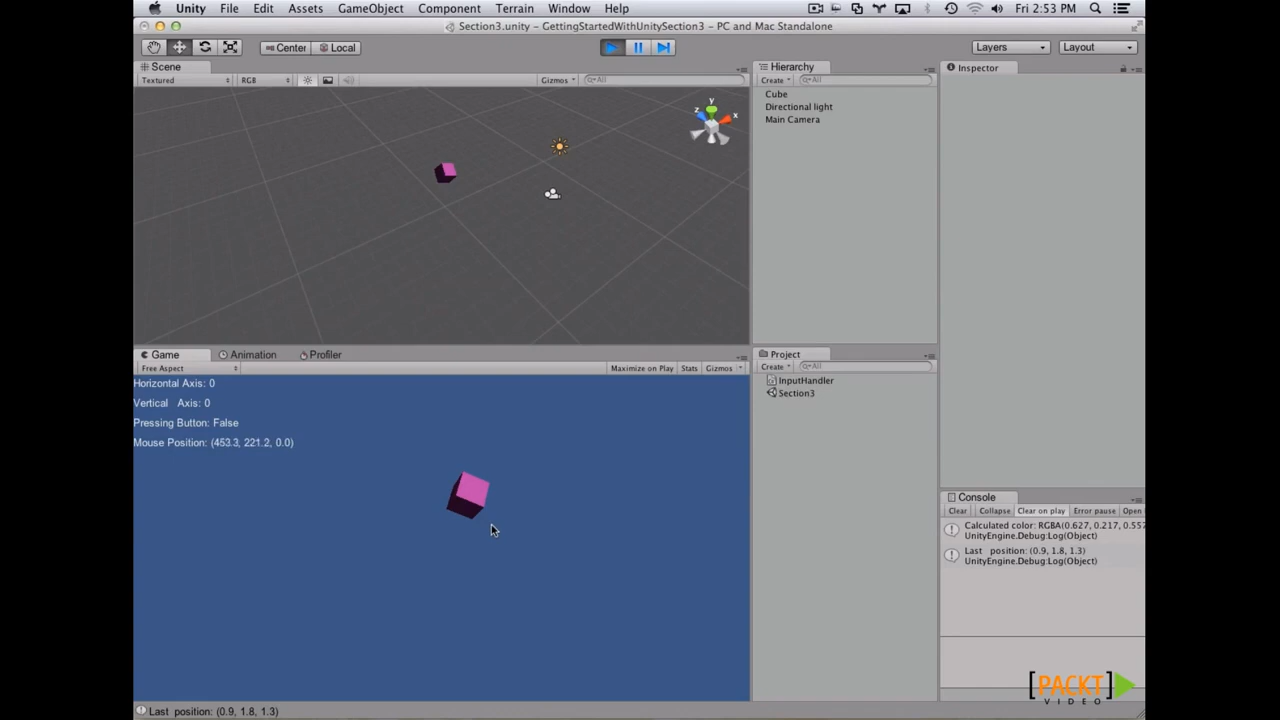 Unity File Edit Assets GameObject Component Terrain Window Help Fri 2:53 PM
Section3.unity – GettingStartedWithUnitySection3 – PC and Mac Standalone
Center Local Layers Layout
Scene Hierarchy Inspector
Textured RGB Gizmos All Create All
y
z x
Cube
Directional light
Main Camera
Game Animation Profiler Project
Free Aspect Maximize on Play Stats Gizmos Create All
Horizontal Axis: 0
Vertical Axis: 0
Pressing Button: False
Mouse Position: (453.3, 221.2, 0.0)
InputHandler
Section3
Console
Clear Collapse Clear on play Error pause Open
Calculated color: RGBA(0.627, 0.217, 0.557
UnityEngine.Debug:Log(Object)
Last position: (0.9, 1.8, 1.3)
UnityEngine.Debug:Log(Object)
[PACKT]
VIDEO
Last position: (0.9, 1.8, 1.3)